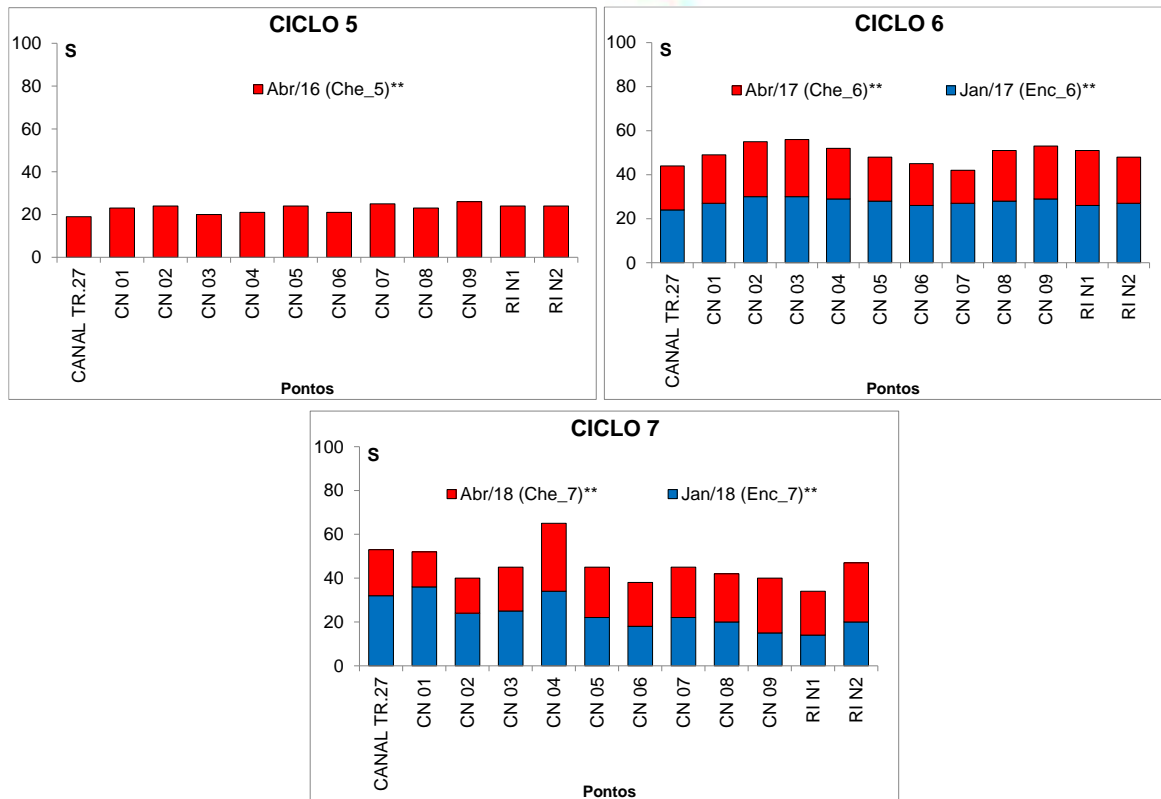 CICLO 5
S
100
80
60
40
20
0
Abr/16 (Che_5)**
CANAL TR.27
CN 01
CN 02
CN 03
CN 04
CN 05
CN 06
CN 07
CN 08
CN 09
RI N1
RI N2
Pontos
CICLO 6
S
100
80
60
40
20
0
Abr/17 (Che_6)** Jan/17 (Enc_6)**
CANAL TR.27
CN 01
CN 02
CN 03
CN 04
CN 05
CN 06
CN 07
CN 08
CN 09
RI N1
RI N2
Pontos
CICLO 7
S
100
80
60
40
20
0
Abr/18 (Che_7)** Jan/18 (Enc_7)**
CANAL TR.27
CN 01
CN 02
CN 03
CN 04
CN 05
CN 06
CN 07
CN 08
CN 09
RI N1
RI N2
Pontos